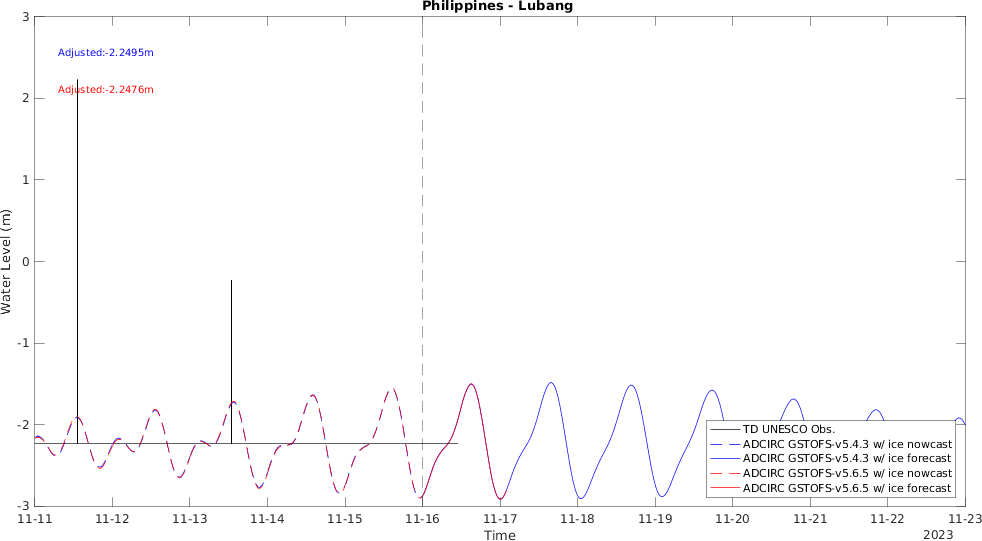 Philippines - Lubang
Adjusted:-2.2495m
Adjusted:-2.2476m
Water Level (m)
3
2
1
0
-1
-2
-3
TD UNESCO Obs.
ADCIRC GSTOFS-v5.4.3 w/ ice nowcast
ADCIRC GSTOFS-v5.4.3 w/ ice forecast
ADCIRC GSTOFS-v5.6.5 w/ ice nowcast
ADCIRC GSTOFS-v5.6.5 w/ ice forecast
11-11 11-12 11-13 11-14 11-15 11-16 11-17 11-18 11-19 11-20 11-21 11-22 11-23
Time
2023